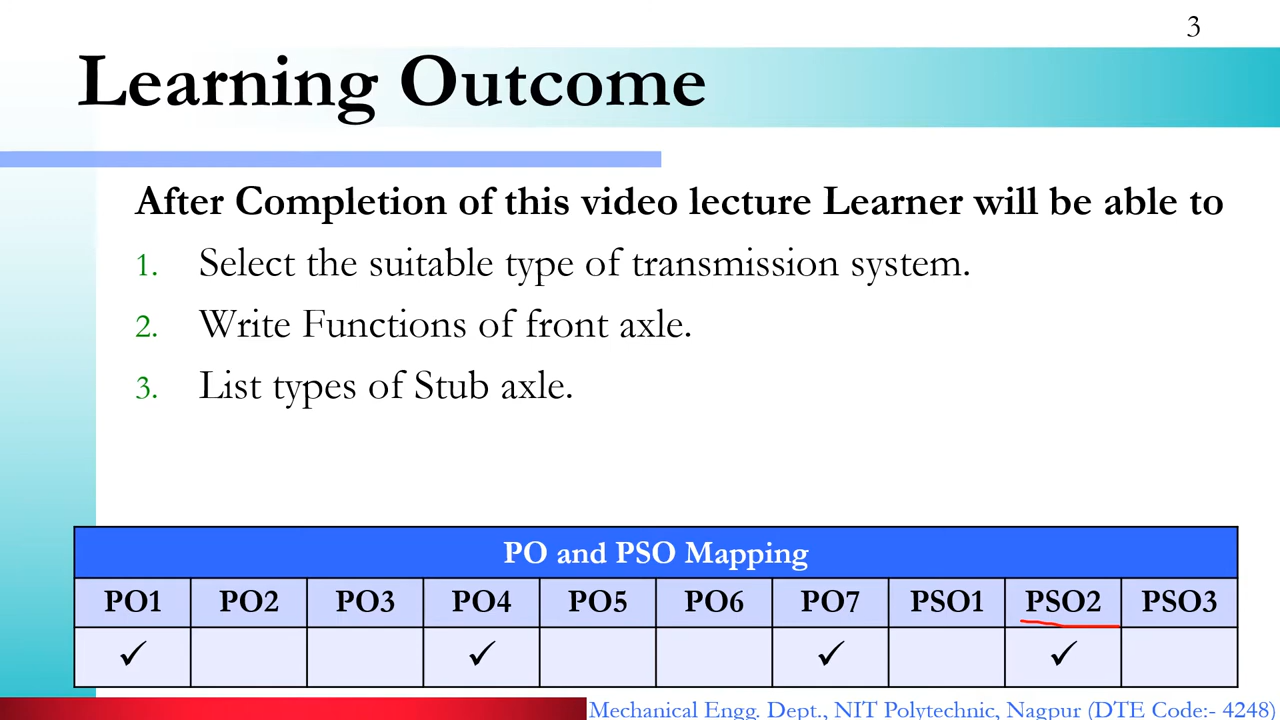 3
Learning Outcome
After Completion of this video lecture Learner will be able to
1. Select the suitable type of transmission system.
2. Write Functions of front axle.
3. List types of Stub axle.
PO and PSO Mapping
PO1 PO2 PO3 PO4 PO5 PO6 PO7 PSO1 PSO2 PSO3
✓ ✓ ✓ ✓
Mechanical Engg. Dept., NIT Polytechnic, Nagpur (DTE Code:- 4248)